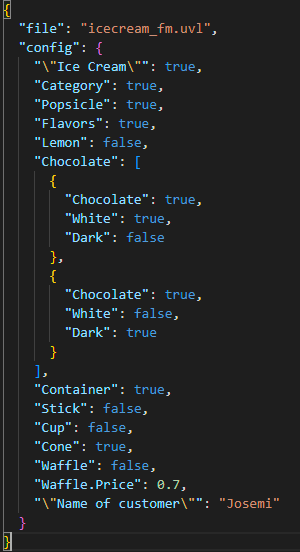 {
  "file": "icecream_fm.uvl",
  "config": {
    "\"Ice Cream\"": true,
    "Category": true,
    "Popsicle": true,
    "Flavors": true,
    "Lemon": false,
    "Chocolate": [
      {
        "Chocolate": true,
        "White": true,
        "Dark": false
      },
      {
        "Chocolate": true,
        "White": false,
        "Dark": true
      }
    ],
    "Container": true,
    "Stick": false,
    "Cup": false,
    "Cone": true,
    "Waffle": false,
    "Waffle.Price": 0.7,
    "\"Name of customer\"": "Josemi"
  }
}